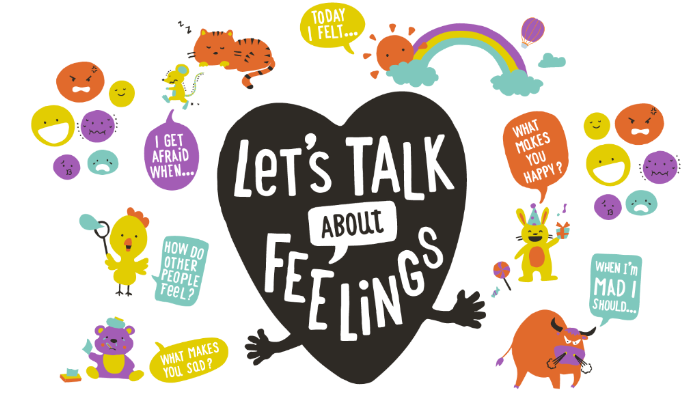 TODAY
I FELT...
z z z
I GET
AFRAID
WHEN...
LET'S TALK
ABOUT
FEELINGS
WHAT
MAKES
YOU
HAPPY?
HOW DO
OTHER
PEOPLE
FEEL?
WHEN I'M
MAD I
SHOULD...
WHAT MAKES
YOU SAD?